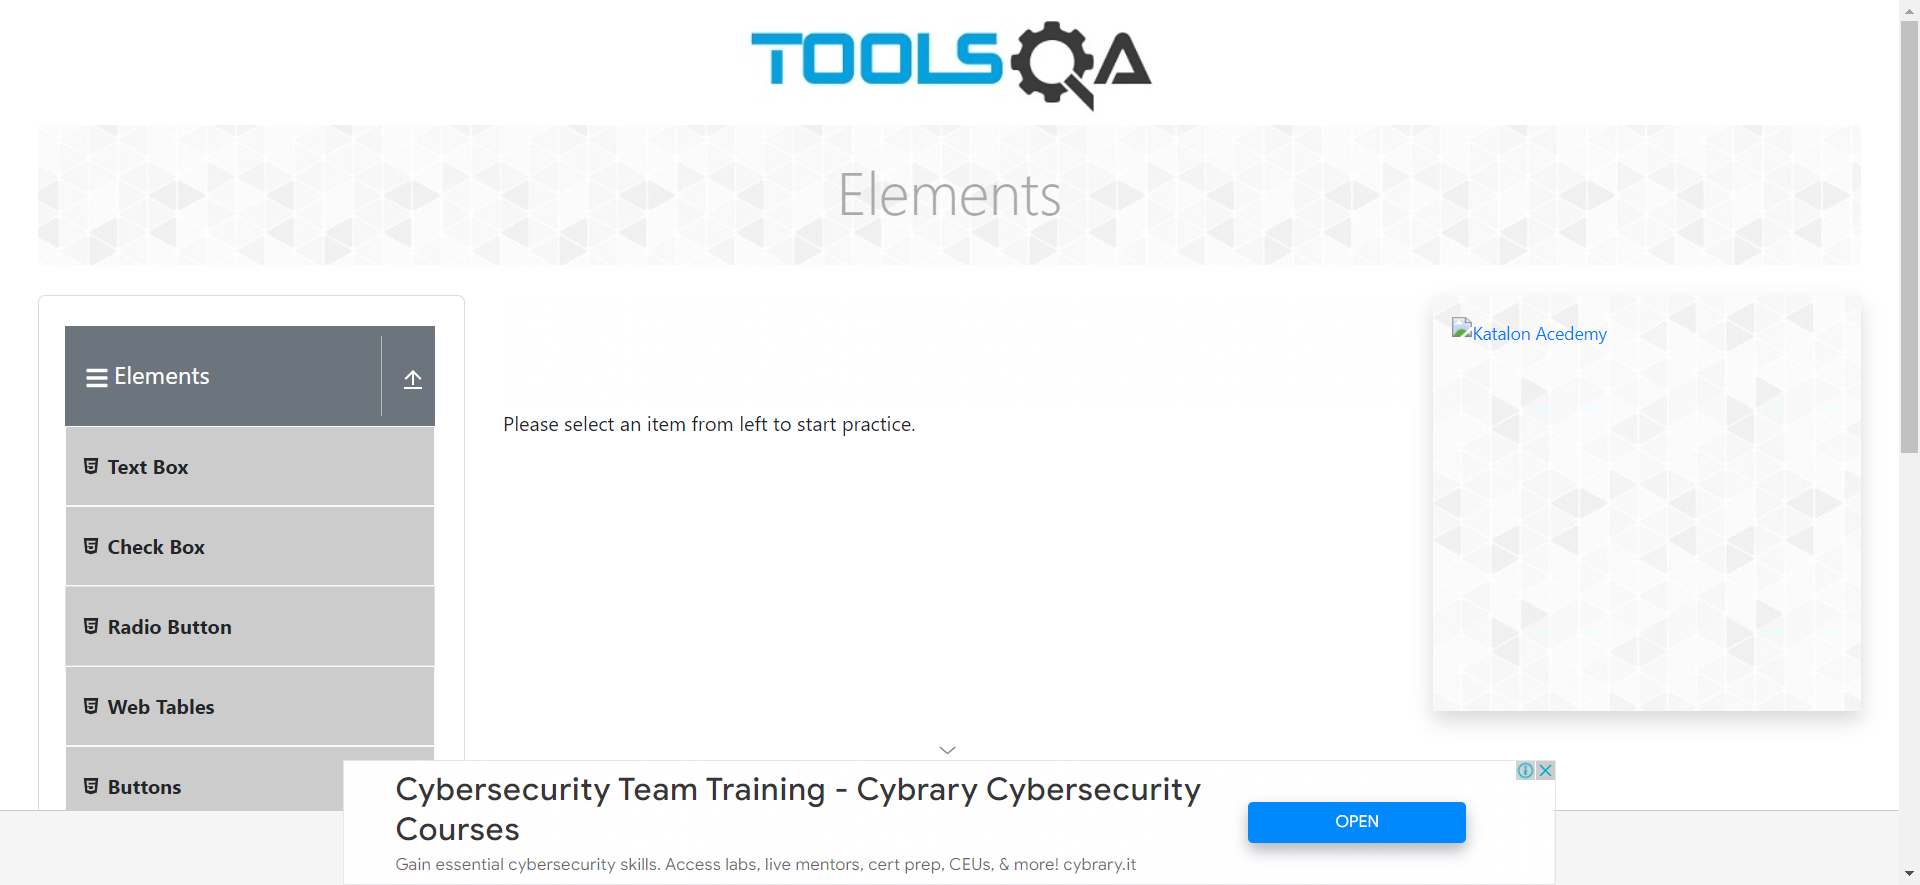 TOOLSQA
Elements
Elements
Text Box
Check Box
Radio Button
Web Tables
Buttons
Please select an item from left to start practice.
Katalon Acedemy
Cybersecurity Team Training - Cybrary Cybersecurity
Courses
Gain essential cybersecurity skills. Access labs, live mentors, cert prep, CEUs, & more! cybrary.it
OPEN